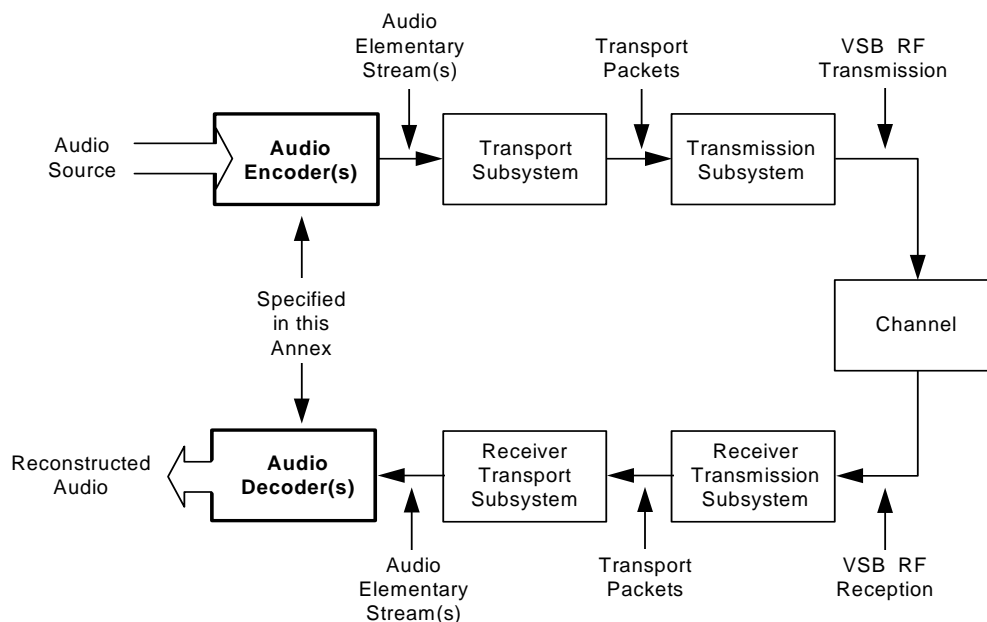 Audio
Elementary
Stream(s)
Transport
Packets
VSB RF
Transmission
Audio
Source
Audio
Encoder(s)
Transport
Subsystem
Transmission
Subsystem
Specified
in this
Annex
Channel
Reconstructed
Audio
Audio
Decoder(s)
Receiver
Transport
Subsystem
Receiver
Transmission
Subsystem
Audio
Elementary
Stream(s)
Transport
Packets
VSB RF
Reception